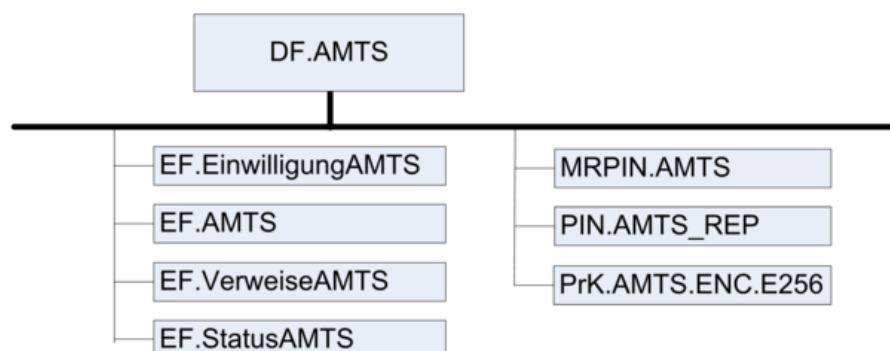 DF.AMTS
EF.EinwilligungAMTS
EF.AMTS
EF.VerweiseAMTS
EF.StatusAMTS
MRPIN.AMTS
PIN.AMTS_REP
PrK.AMTS.ENC.E256